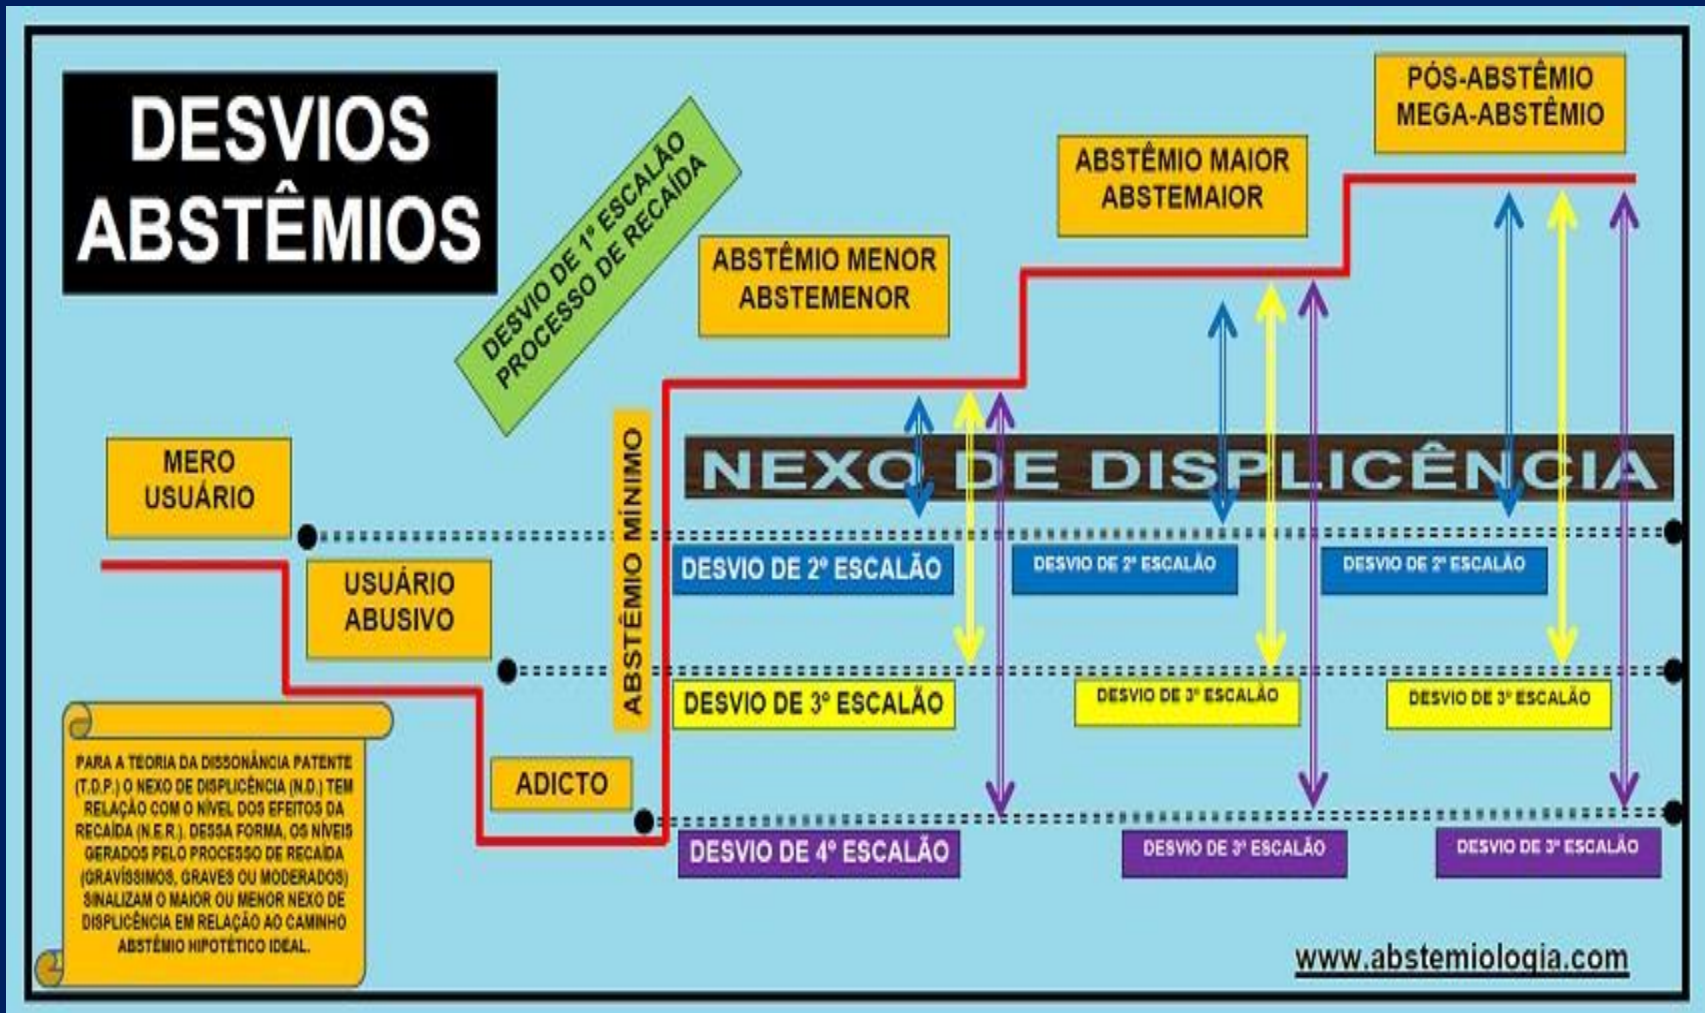 DESVIOS
ABSTÊMIOS
DESVIO DE 1º ESCALÃO
PROCESSO DE RECAÍDA
PÓS-ABSTÊMIO
MEGA-ABSTÊMIO
ABSTÊMIO MAIOR
ABSTEMAIOR
ABSTÊMIO MENOR
ABSTEMENOR
MERO
USUÁRIO
ABSTÊMIO MÍNIMO
NEXO DE DISPLICÊNCIA
USUÁRIO
ABUSIVO
DESVIO DE 2º ESCALÃO
DESVIO DE 2º ESCALÃO
DESVIO DE 2º ESCALÃO
DESVIO DE 3º ESCALÃO
DESVIO DE 3º ESCALÃO
DESVIO DE 3º ESCALÃO
ADICTO
DESVIO DE 4º ESCALÃO
DESVIO DE 3º ESCALÃO
DESVIO DE 3º ESCALÃO
PARA A TEORIA DA DISSONÂNCIA PATENTE
(T.D.P.) O NEXO DE DISPLICÊNCIA (N.D.) TEM
RELAÇÃO COM O NÍVEL DOS EFEITOS DA
RECAÍDA (N.E.R.). DESSA FORMA, OS NÍVEIS
GERADOS PELO PROCESSO DE RECAÍDA
(GRAVÍSSIMOS, GRAVES OU MODERADOS)
SINALIZAM O MAIOR OU MENOR NEXO DE
DISPLICÊNCIA EM RELAÇÃO AO CAMINHO
ABSTÊMIO HIPOTÉTICO IDEAL.
www.abstemiologia.com